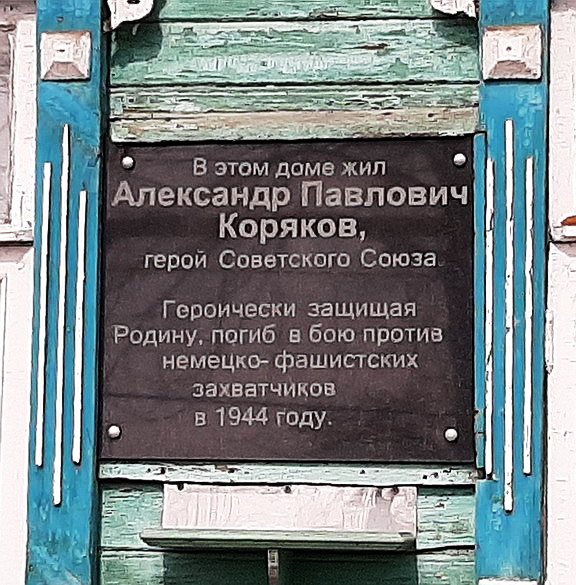 В этом доме жил
Александр Павлович
Коряков,
герой Советского Союза.
Героически защищая
Родину, погиб в бою против
немецко-фашистских
захватчиков
в 1944 году.